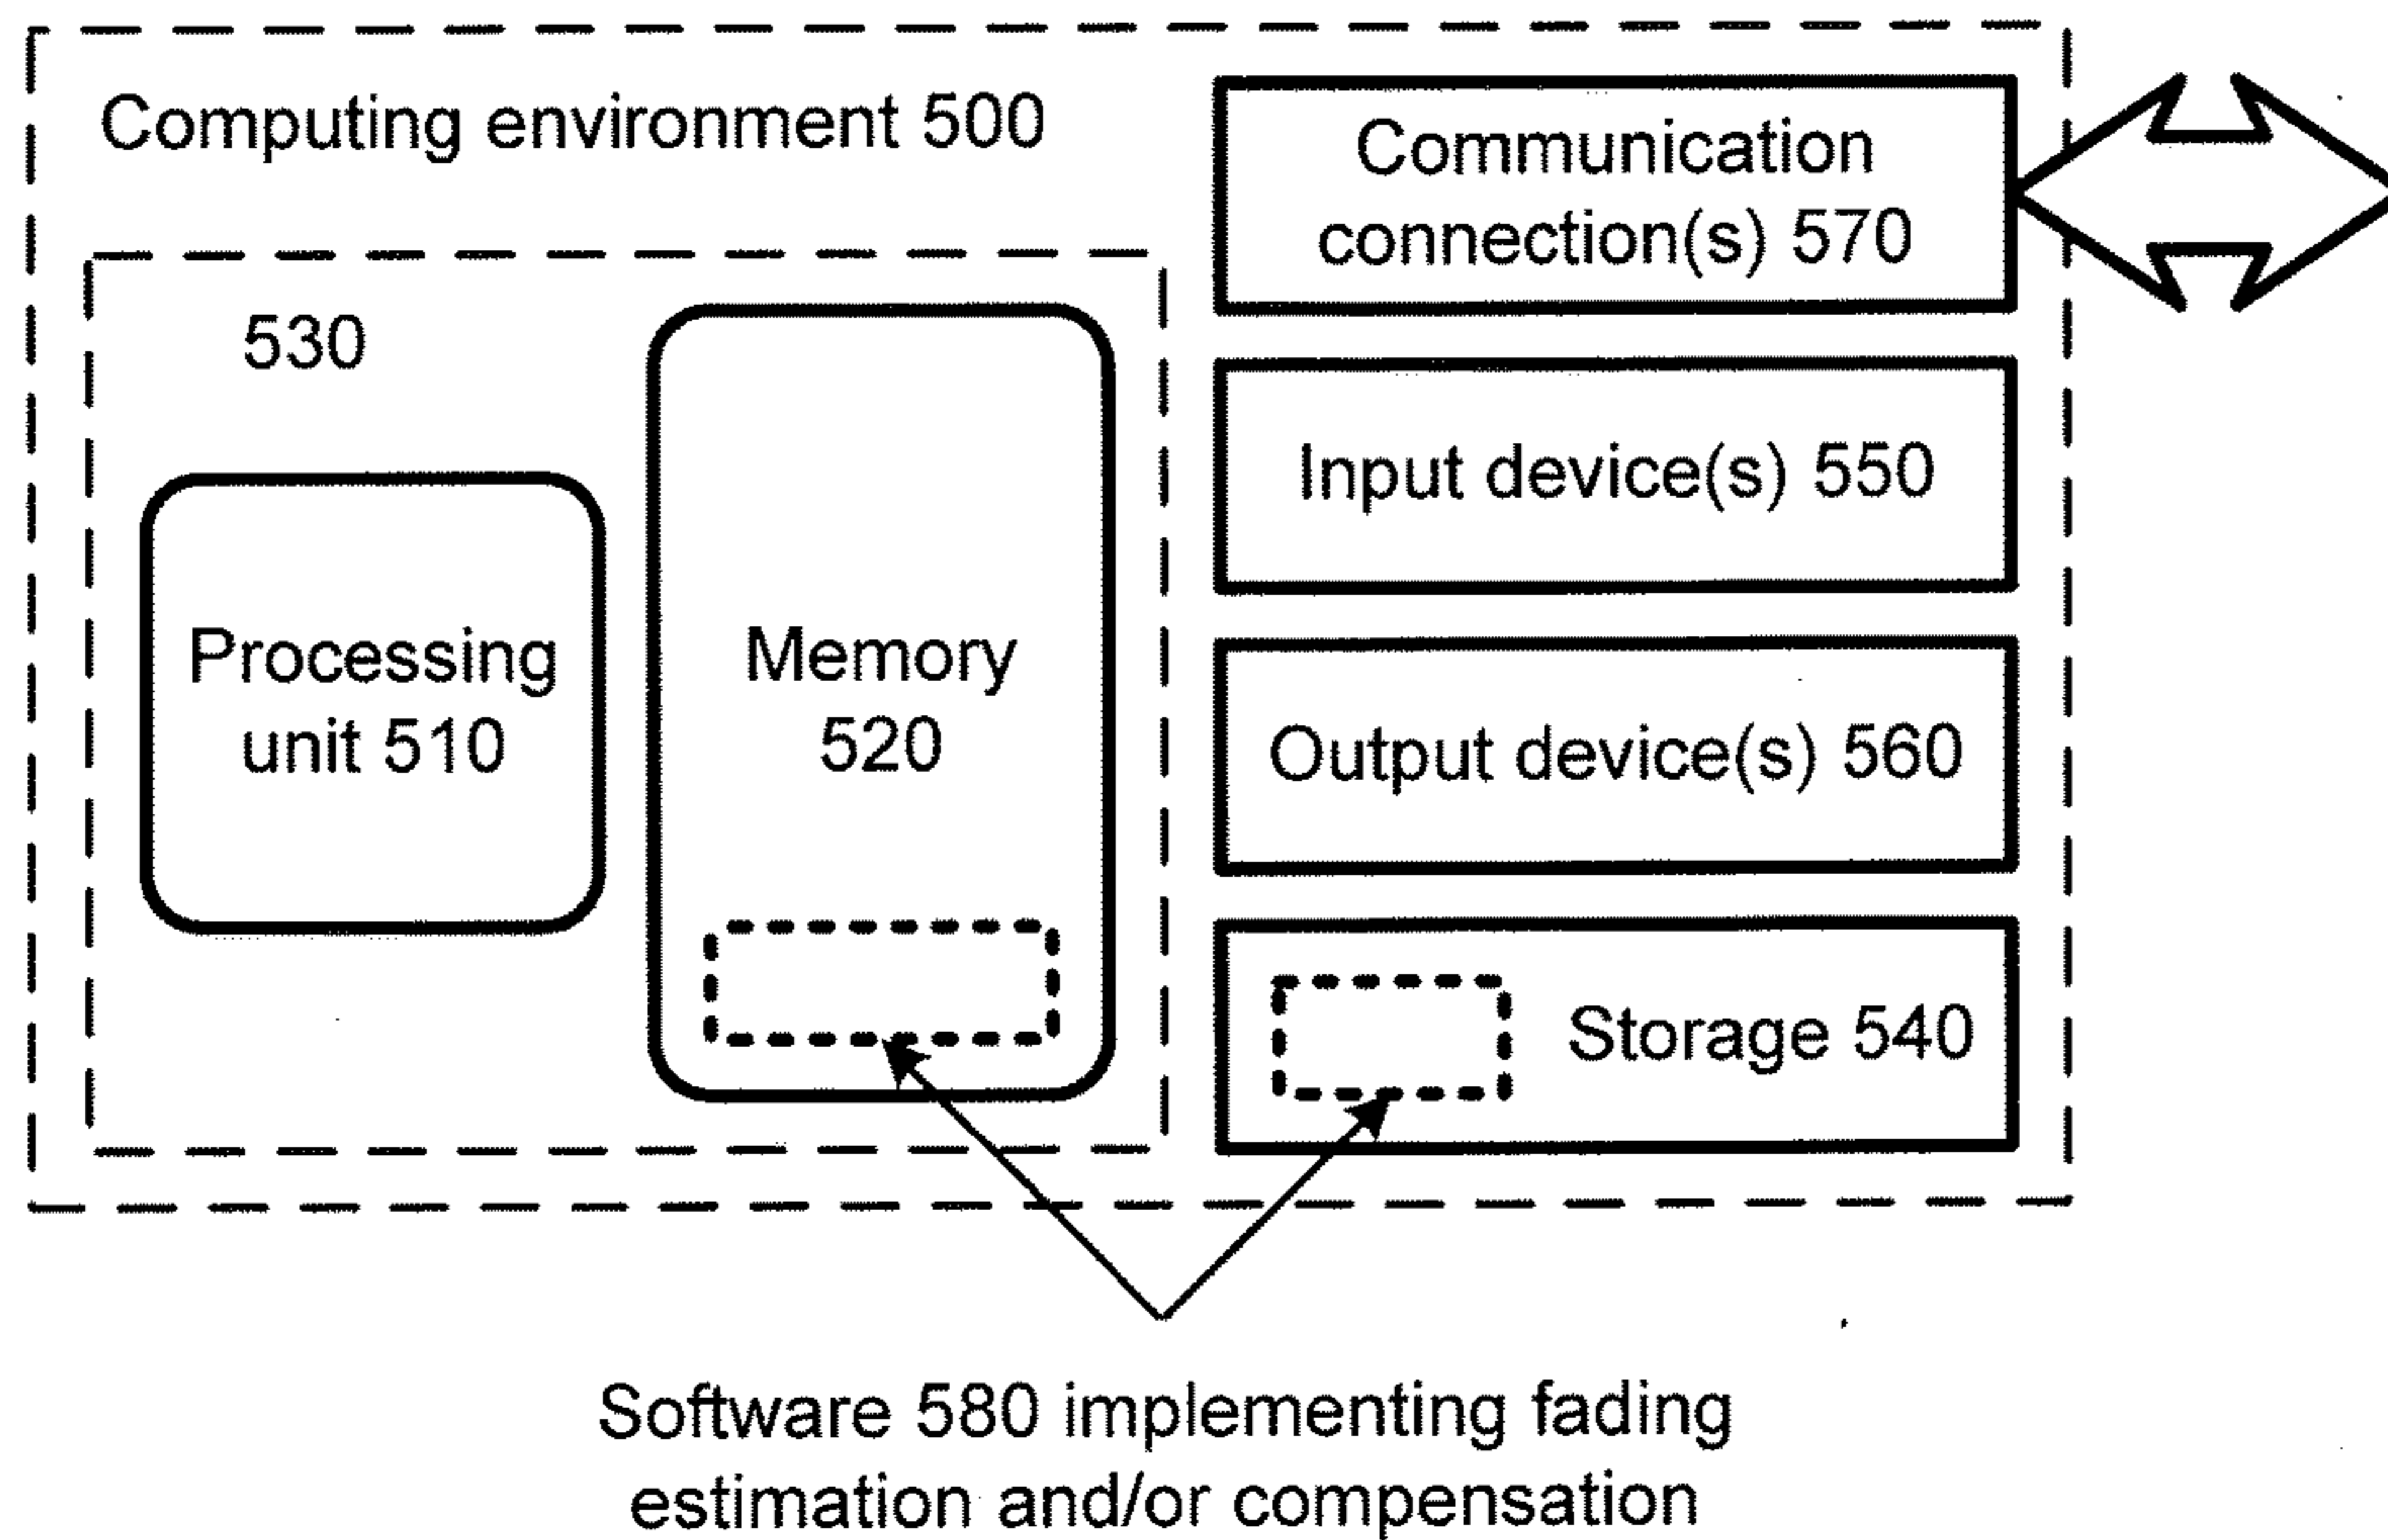 Computing environment 500
Communication
connection(s) 570
530
Input device(s) 550
Processing
unit 510
Memory
520
Output device(s) 560
Storage 540
Software 580 implementing fading
estimation and/or compensation